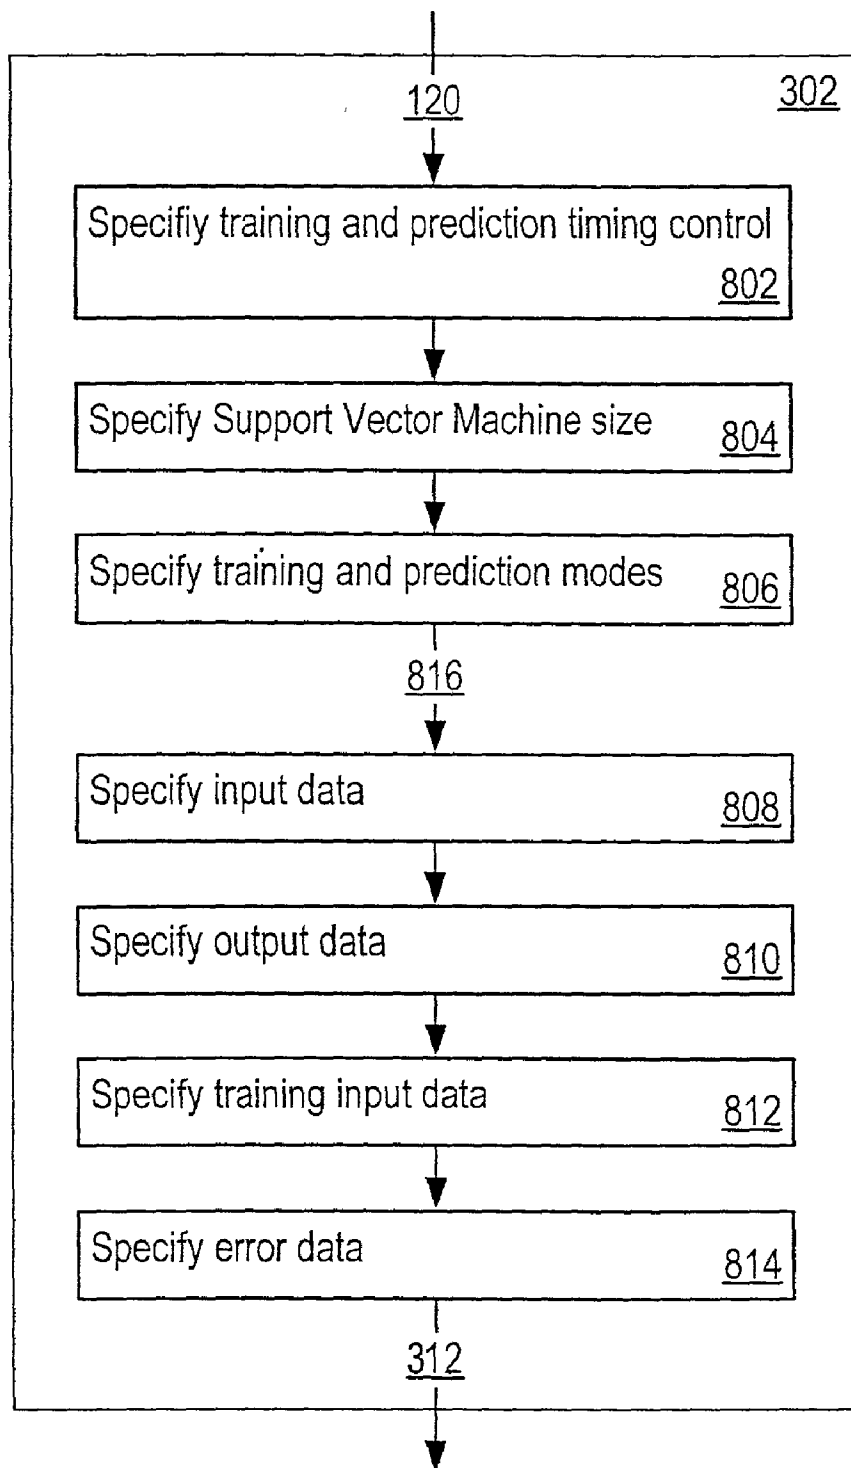 302
120
Specifiy training and prediction timing control
802
Specify Support Vector Machine size
804
Specify training and prediction modes
806
816
Specify input data
808
Specify output data
810
Specify training input data
812
Specify error data
814
312